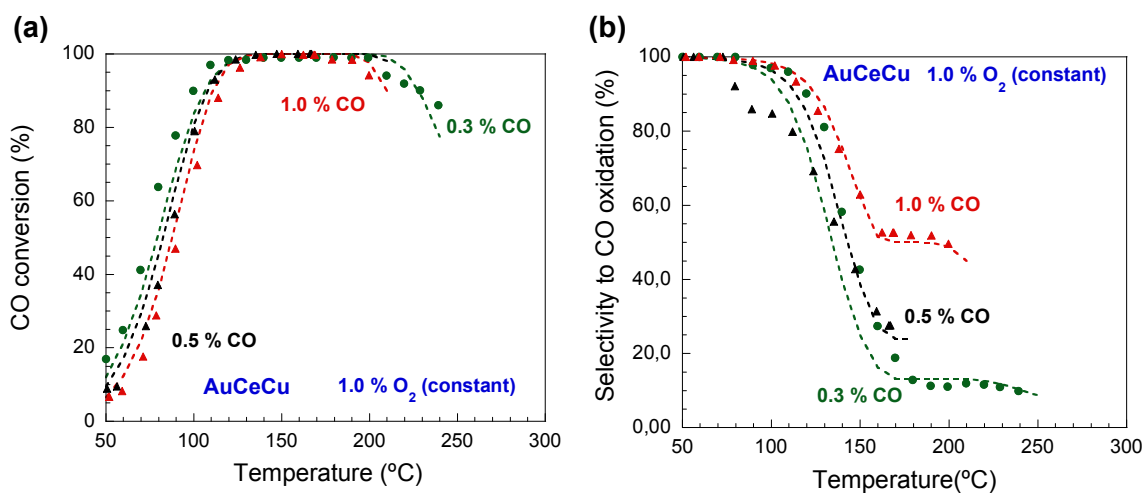 (a)
CO conversion (%)
100
80
60
40
20
0
50
100
150
200
250
300
Temperature (ºC)
1.0 % CO
0.3 % CO
0.5 % CO
AuCeCu 1.0 % O₂ (constant)
(b)
Selectivity to CO oxidation (%)
100
80,0
60,0
40,0
20,0
0,00
50
100
150
200
250
300
Temperature(ºC)
AuCeCu 1.0 % O₂ (constant)
1.0 % CO
0.5 % CO
0.3 % CO